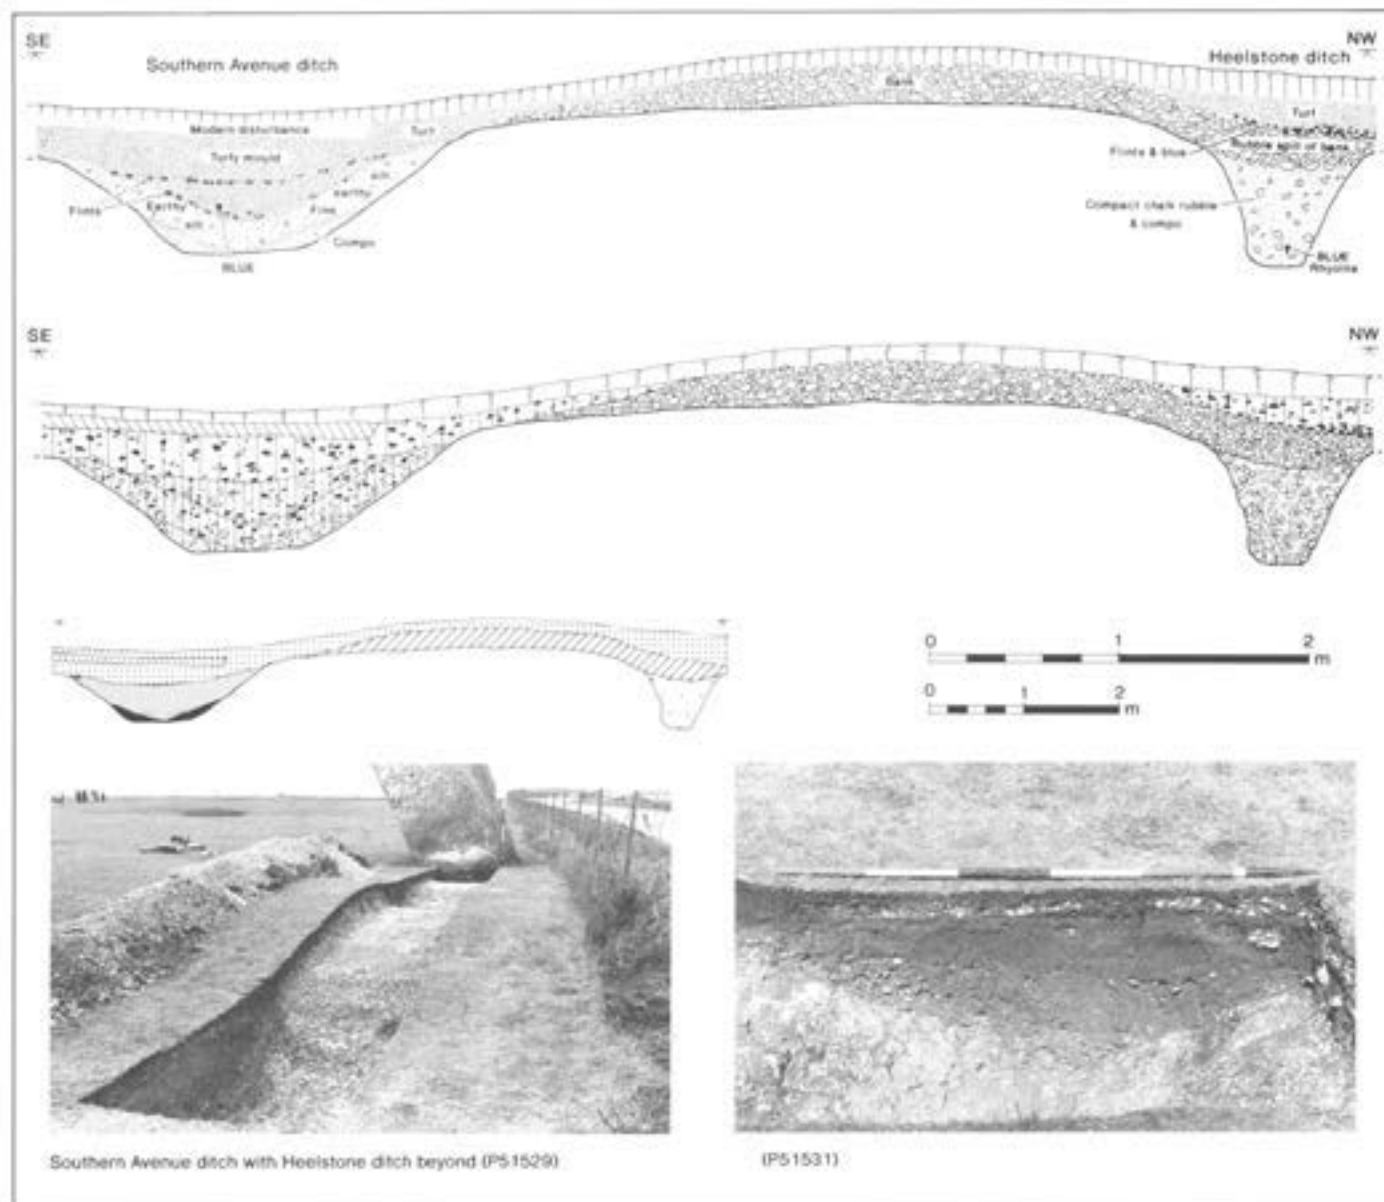 SE
NW
Southern Avenue ditch
Heelstone ditch
Bank
Modern disturbance
Turf
Turf
Turfy mould
Flints & blue
Rubble spill of bank
silt
earthy
Flints
Earthy
Fine
silt
Compo
BLUE
Compact chalk rubble
& compo
BLUE
Rhyolite
SE
NW
0 1 2
m
0 1 2
m
Southern Avenue ditch with Heelstone ditch beyond (P51529)
(P51531)